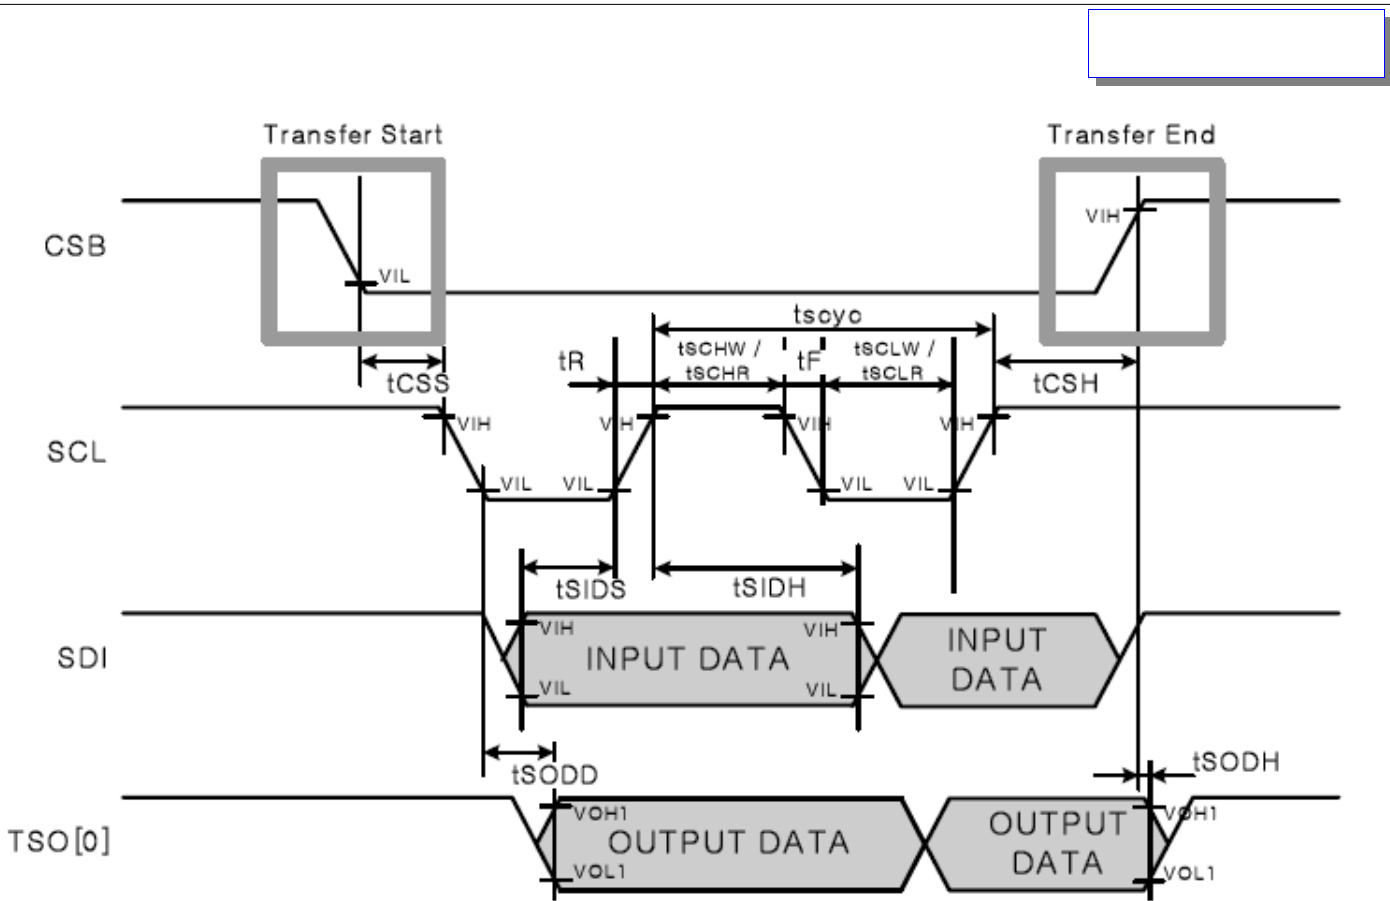 Transfer Start
Transfer End
CSB
VIL
VIH
tscyc
tR
tSCHW /
tSCHR
tF
tSCLW /
tSCLR
tCSS
tCSH
SCL
VIH
VIH
VIH
VIH
VIL
VIL
VIL
VIL
tSIDS
tSIDH
SDI
VIH
VIH
INPUT DATA
VIL
VIL
INPUT
DATA
tSODD
tSODH
TSO[0]
VOH1
OUTPUT DATA
VOL1
OUTPUT
DATA
VOH1
VOL1